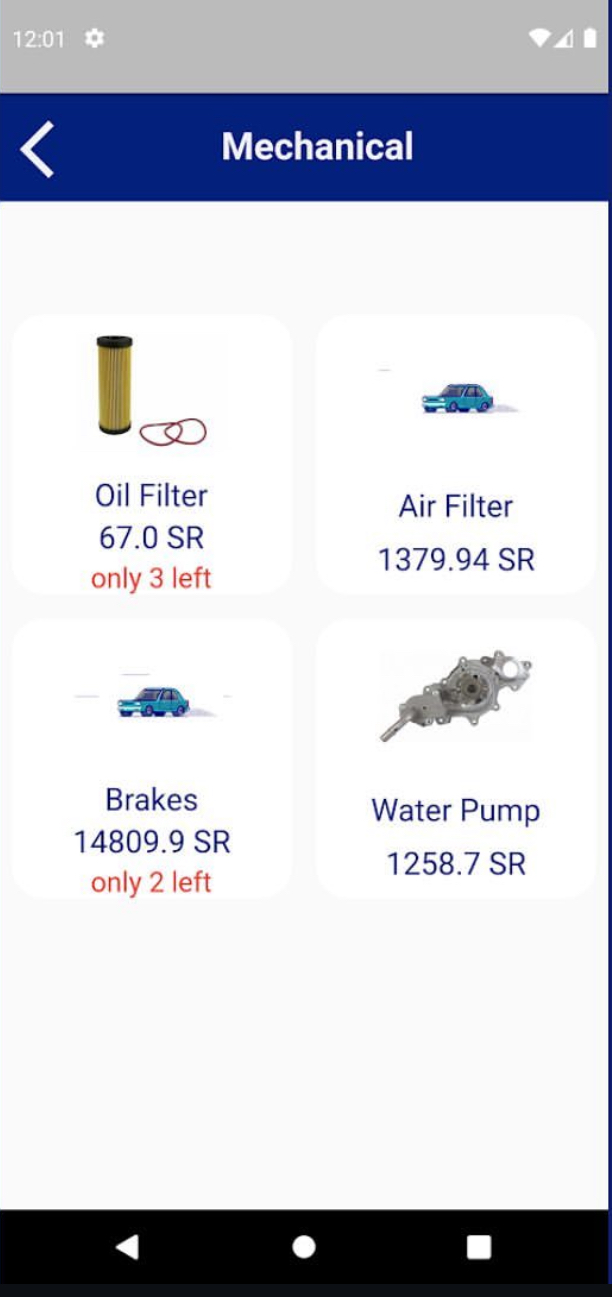 12:01
Mechanical
Oil Filter
67.0 SR
only 3 left
Air Filter
1379.94 SR
Brakes
14809.9 SR
only 2 left
Water Pump
1258.7 SR